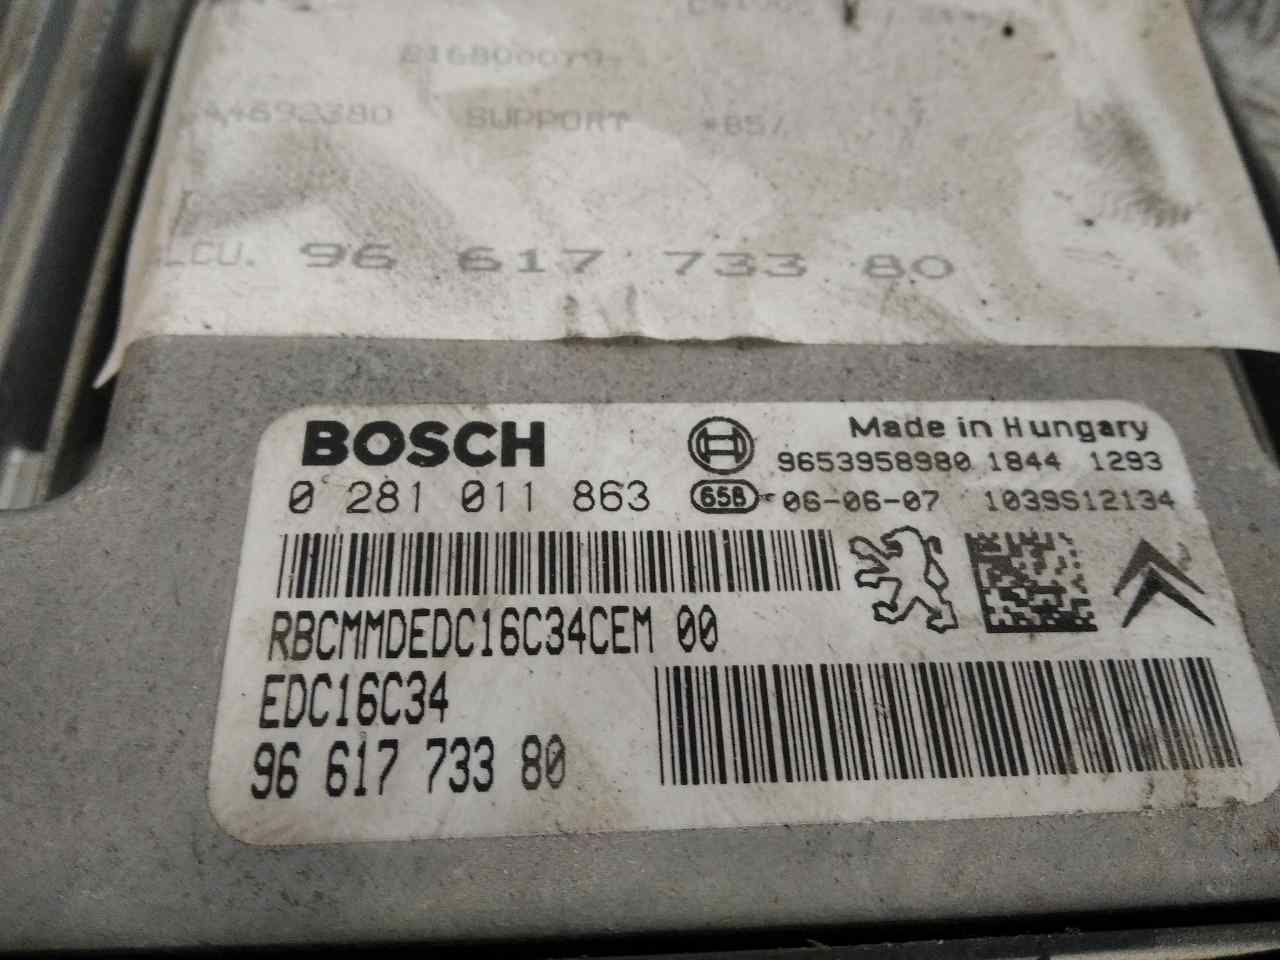 SUPPORT
96 617 733 80
BOSCH
Made in Hungary
9653958980 1844 1293
0 281 011 863
658
06-06-07 1039S12134
RBCMMDEDC16C34CEM 00
EDC16C34
96 617 733 80